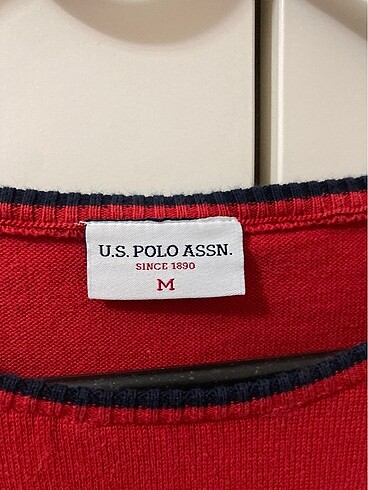 U.S. POLO ASSN.
SINCE 1890
M